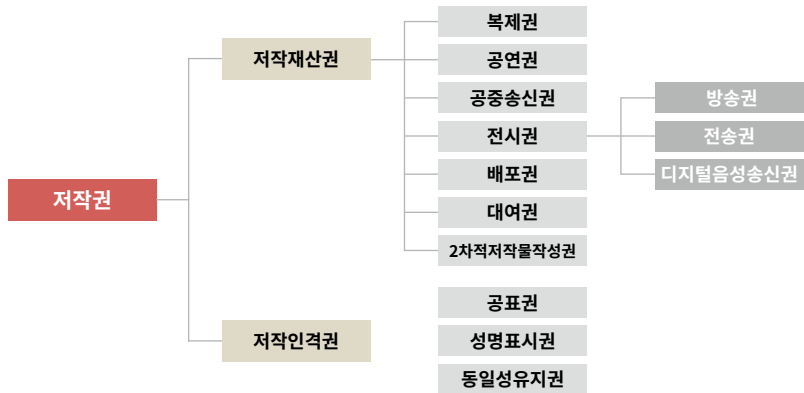 저작권
저작재산권
복제권
공연권
공중송신권
전시권
배포권
대여권
2차적저작물작성권
방송권
전송권
디지털음성송신권
저작인격권
공표권
성명표시권
동일성유지권